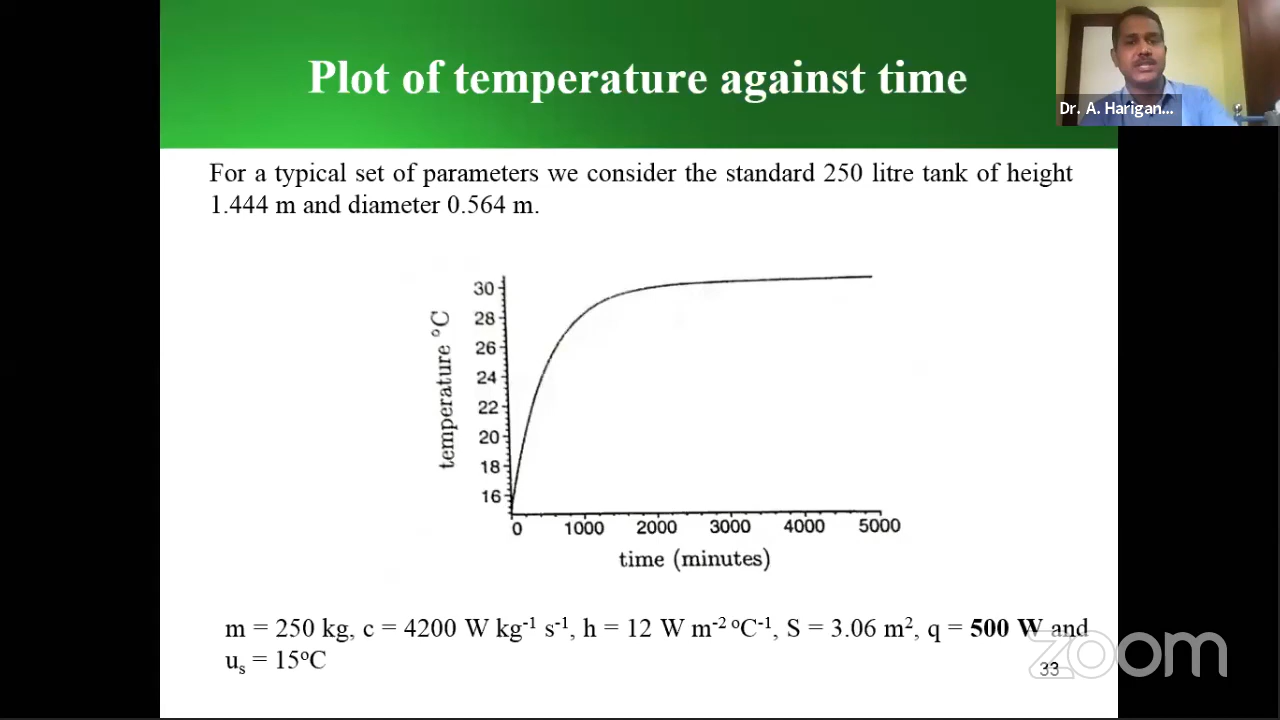 Plot of temperature against time
Dr. A. Harigan...
For a typical set of parameters we consider the standard 250 litre tank of height
1.444 m and diameter 0.564 m.
temperature °C
30
28
26
24
22
20
18
16
0 1000 2000 3000 4000 5000
time (minutes)
m = 250 kg, c = 4200 W kg⁻¹ s⁻¹, h = 12 W m⁻² °C⁻¹, S = 3.06 m², q = 500 W and
uₛ = 15°C
33
zoom